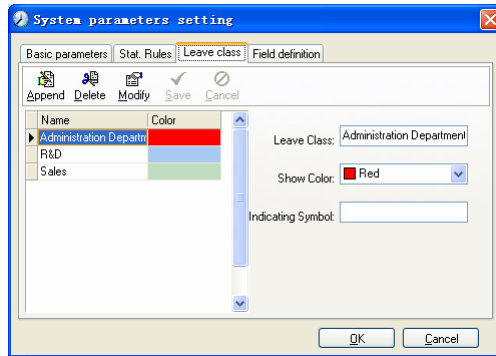 System parameters setting
Basic parameters Stat. Rules Leave class Field definition
Append Delete Modify Save Cancel
Name Color
Administration Departm
R&D
Sales
Leave Class: Administration Department
Show Color: Red
Indicating Symbol:
OK Cancel